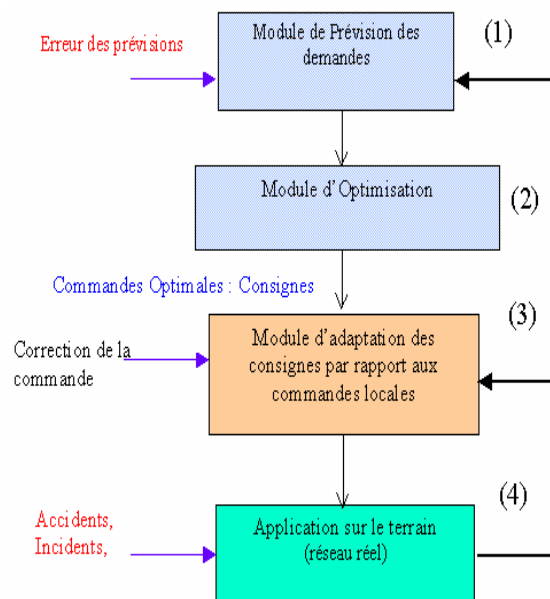 Module de Prévision des
demandes
(1)
Erreur des prévisions
Module d'Optimisation
(2)
Commandes Optimales : Consignes
Module d'adaptation des
consignes par rapport aux
commandes locales
(3)
Correction de la
commande
(4)
Accidents,
Incidents,
Application sur le terrain
(réseau réel)